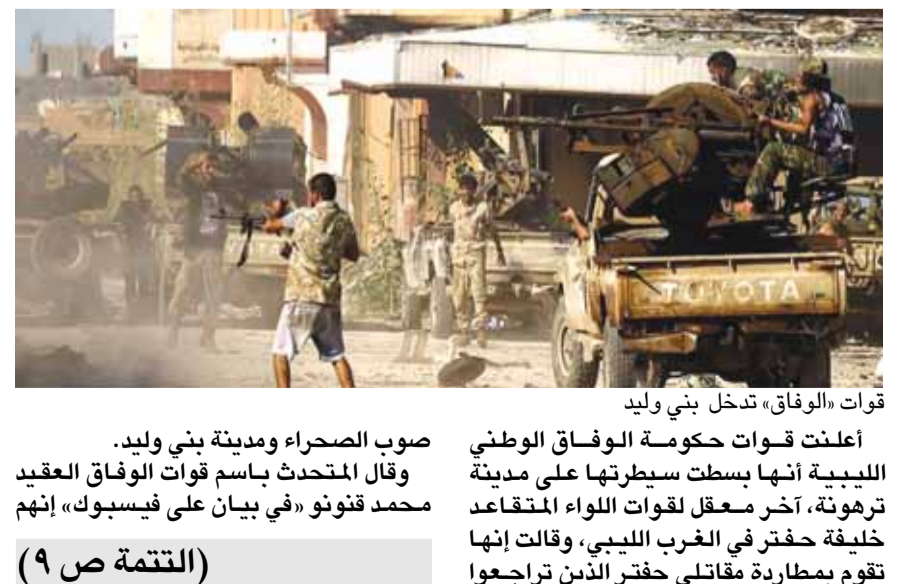 TOYOTA
قوات «الوفاق» تدخل بني وليد
أعلنت قوات حكومة الوفاق الوطني
الليبية أنها بسطت سيطرتها على مدينة
ترهونة، آخر معقل لقوات اللواء المتقاعد
خليفة حفتر في الغرب الليبي، وقالت إنها
تقوم بمطاردة مقاتلي حفتر الذين تراجعوا
صوب الصحراء ومدينة بني وليد.
وقال المتحدث باسم قوات الوفاق العقيد
محمد قنونو «في بيان على فيسبوك» إنهم
(التتمة ص ٩)